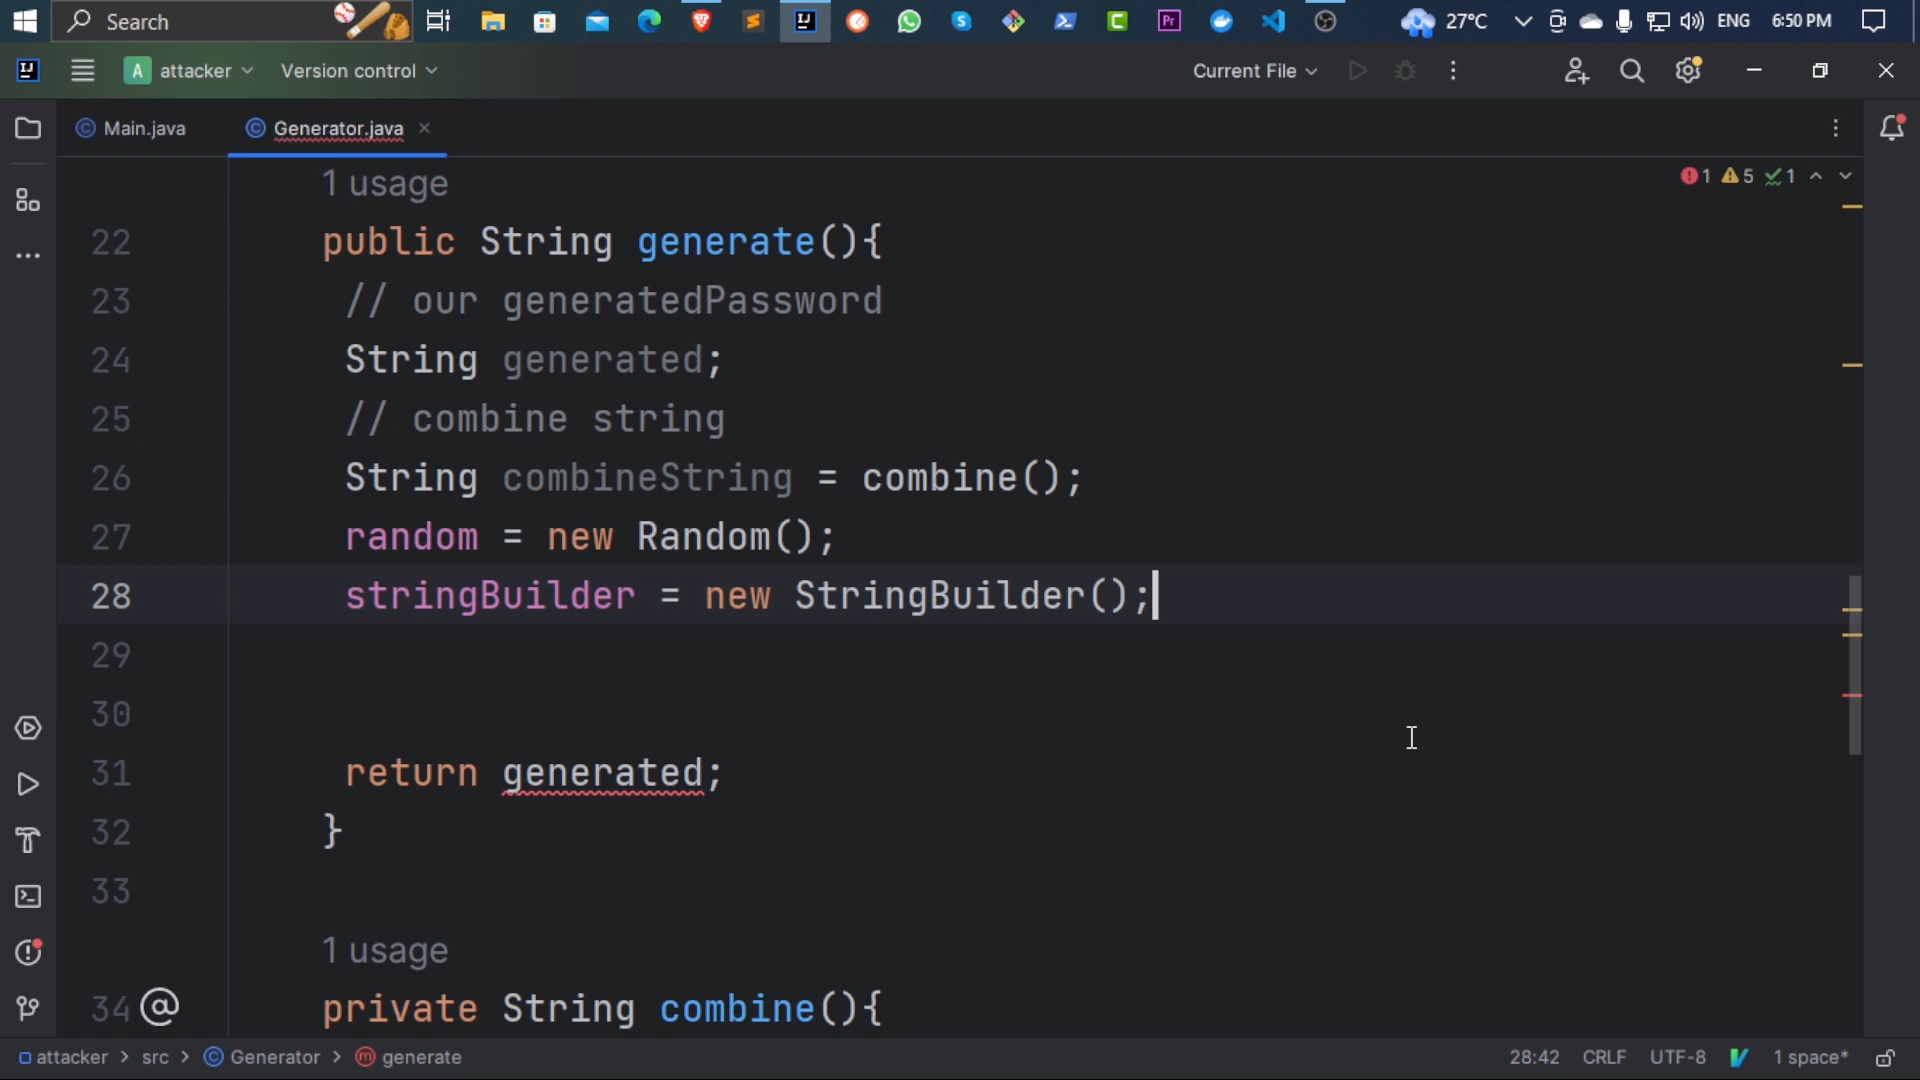 Search
27°C
ENG
6:50 PM
A attacker
Version control
Current File
Main.java
Generator.java
1 usage
1
5
1
22 public String generate(){
23 // our generatedPassword
24 String generated;
25 // combine string
26 String combineString = combine();
27 random = new Random();
28 stringBuilder = new StringBuilder();
29
30
31 return generated;
32 }
33
1 usage
34 @ private String combine(){
attacker > src > Generator > generate
28:42
CRLF
UTF-8
1 space*